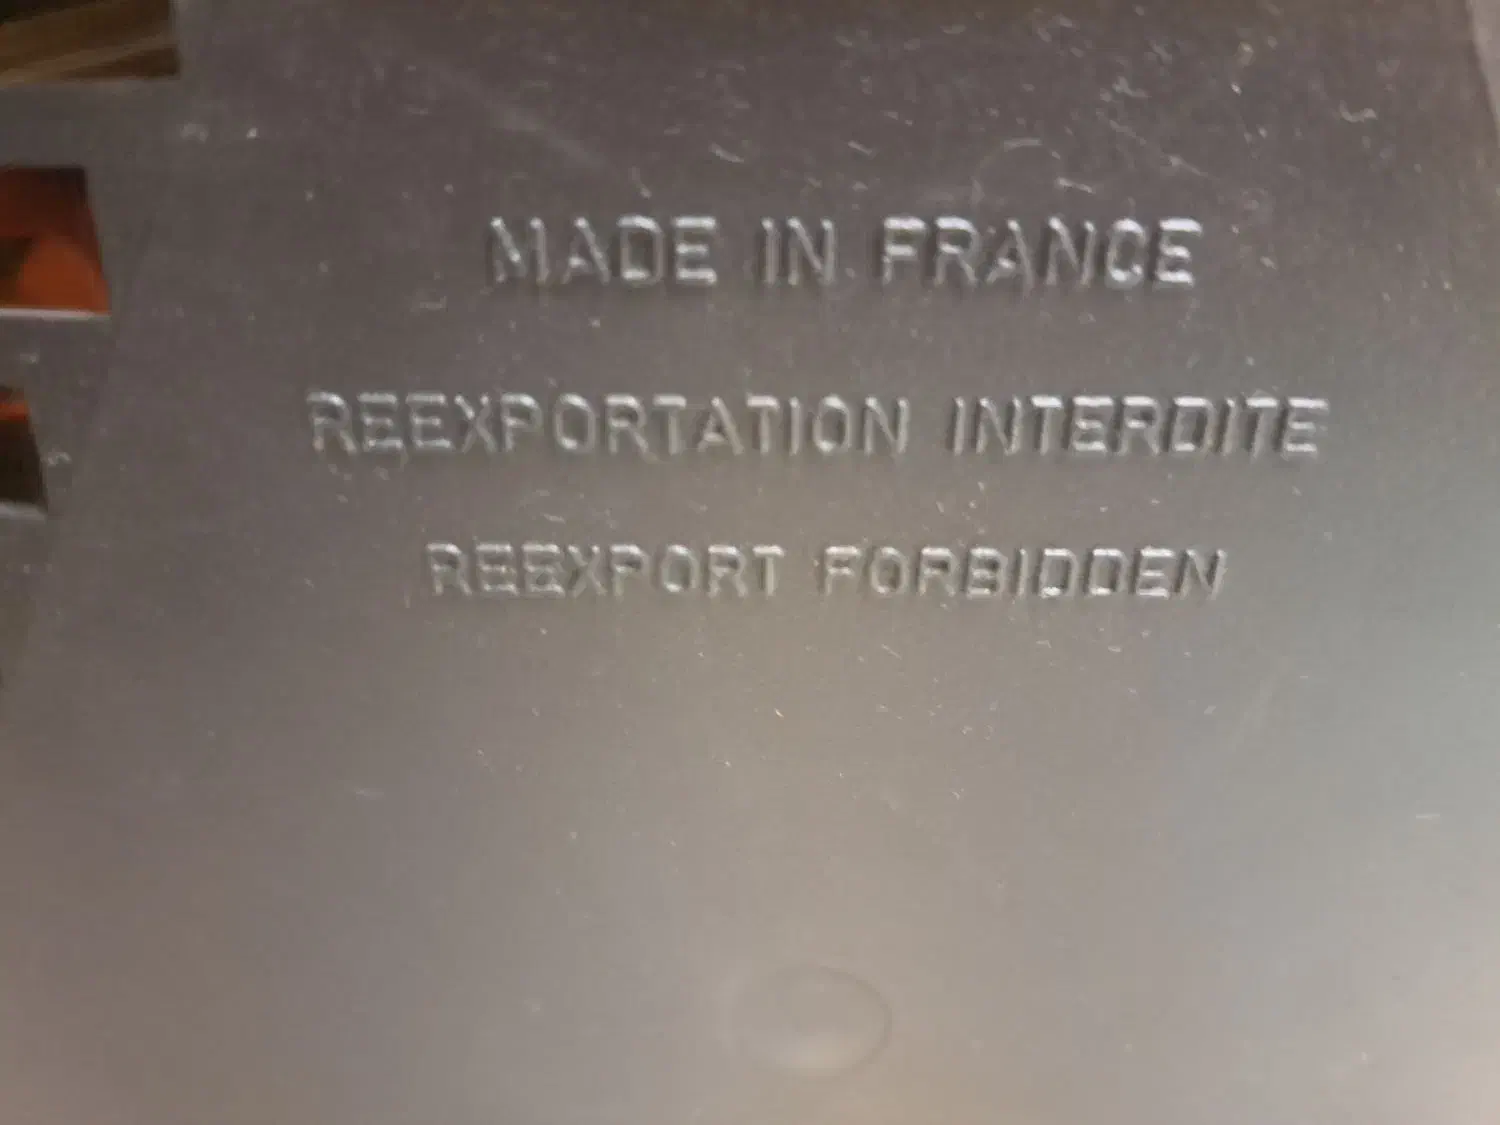 MADE IN FRANCE
REEXPORTATION INTERDITE
REEXPORT FORBIDDEN